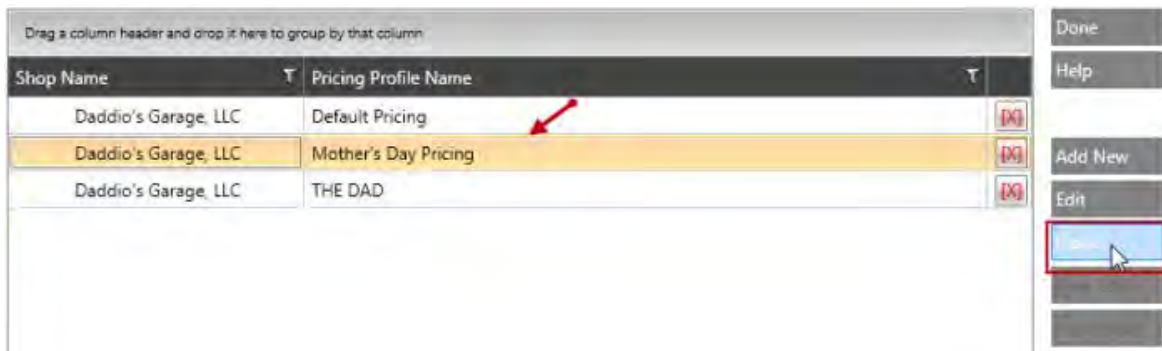 Drag a column header and drop it here to group by that column
Done
Shop Name Pricing Profile Name
Help
Daddio's Garage, LLC Default Pricing [X]
Daddio's Garage, LLC Mother's Day Pricing [X]
Add New
Daddio's Garage, LLC THE DAD [X]
Edit